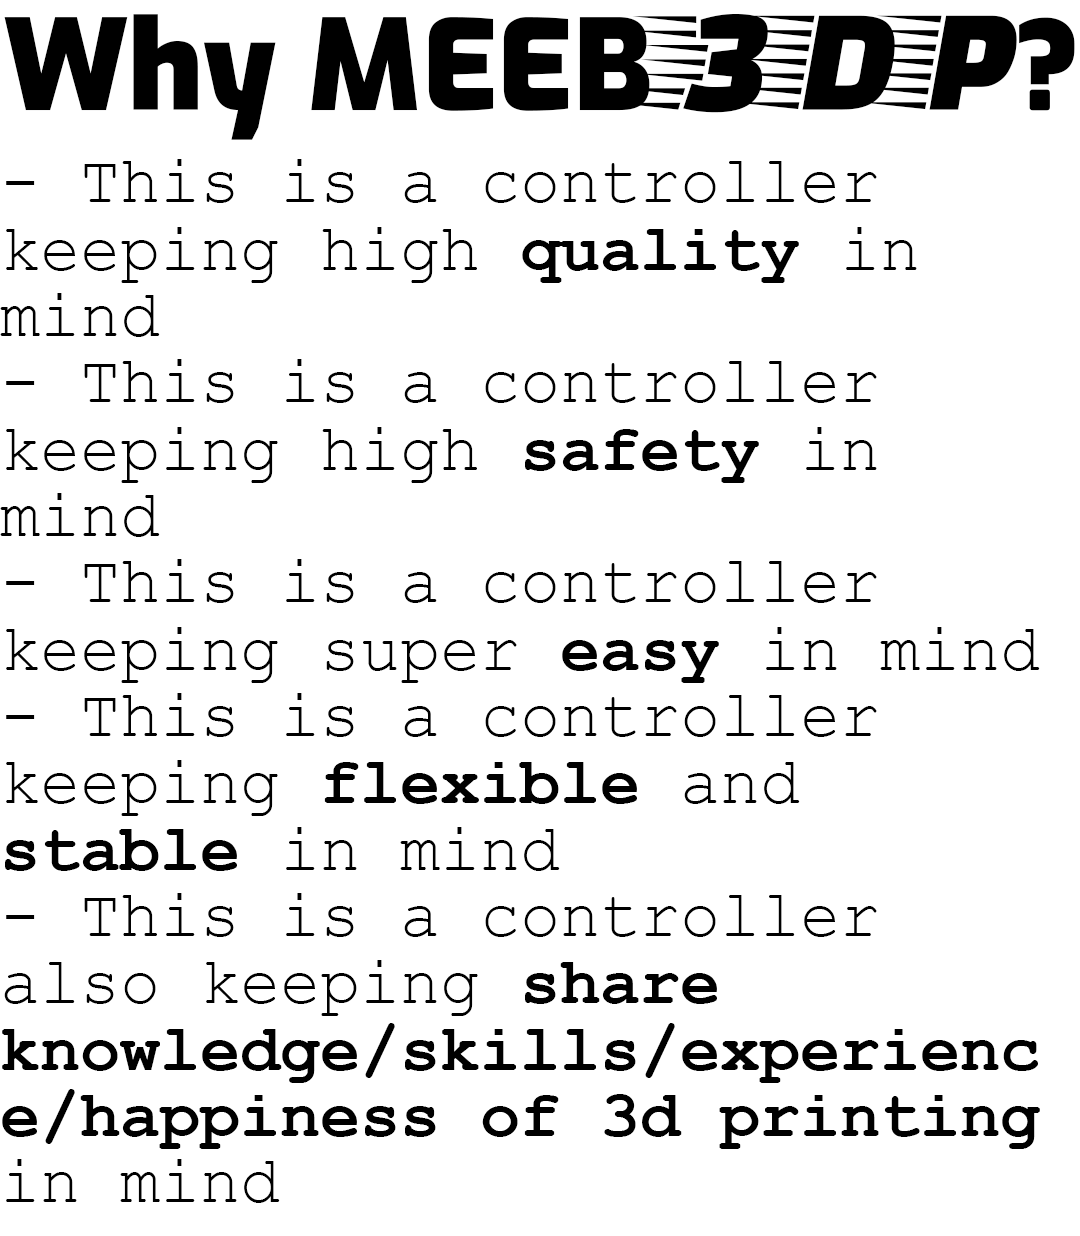 Why MEEB 3DP?
- This is a controller
keeping high quality in
mind
- This is a controller
keeping high safety in
mind
- This is a controller
keeping super easy in mind
- This is a controller
keeping flexible and
stable in mind
- This is a controller
also keeping share
knowledge/skills/experienc
e/happiness of 3d printing
in mind